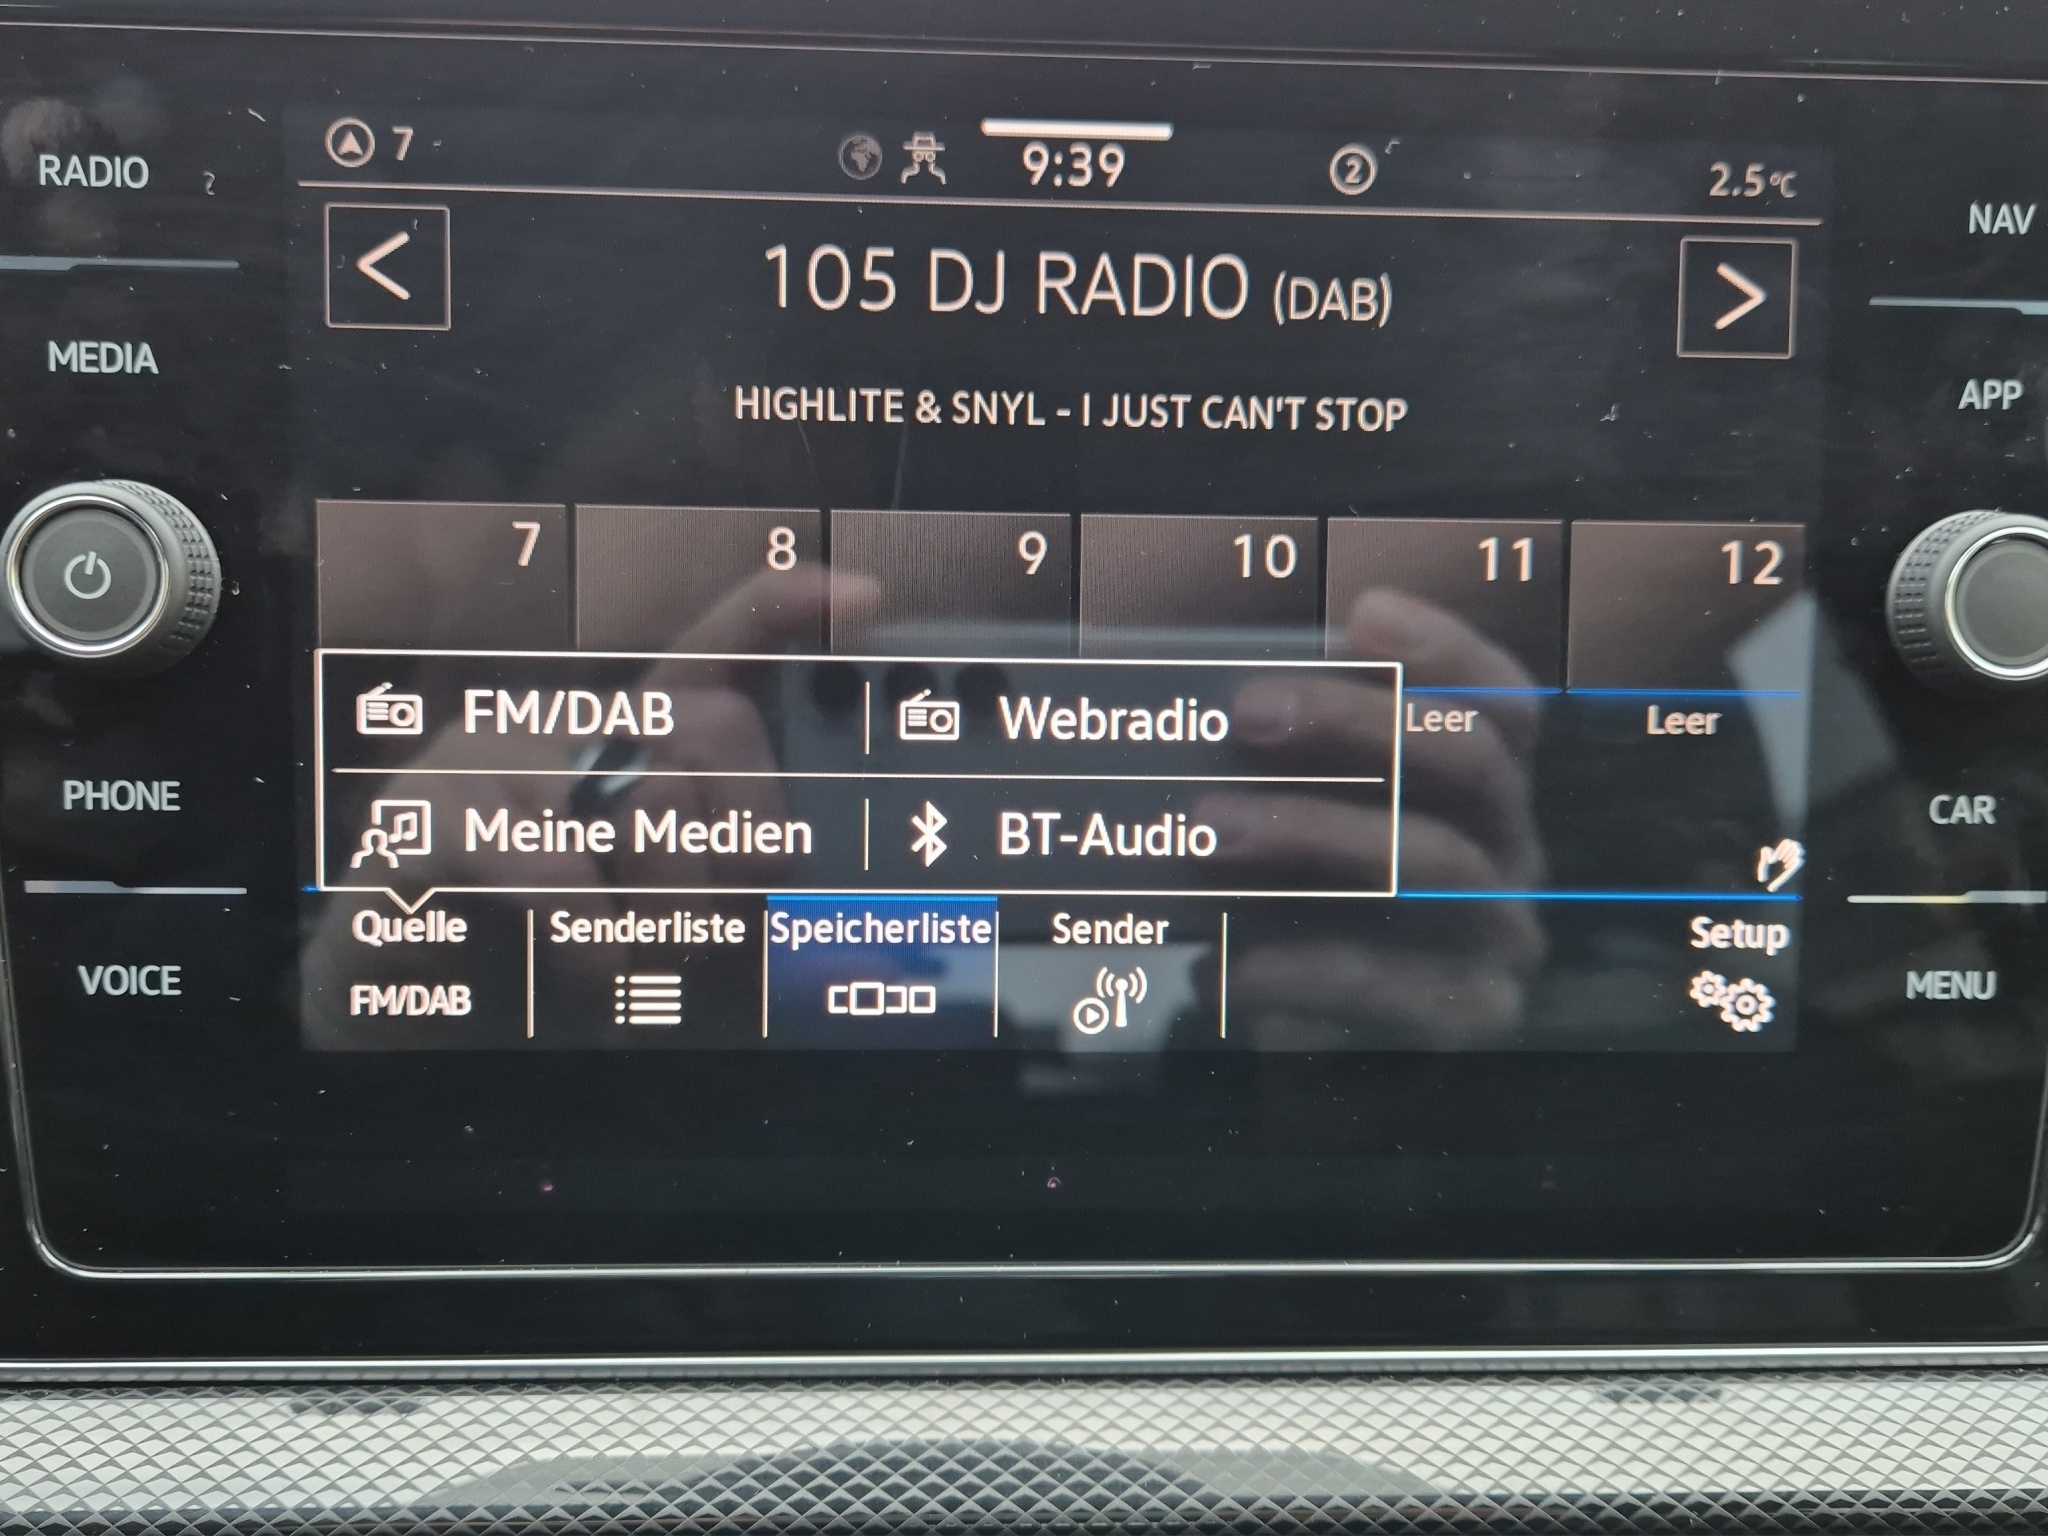 RADIO
MEDIA
PHONE
VOICE
7
9:39
2
2.5°C
<
105 DJ RADIO (DAB)
>
HIGHLITE & SNYL - I JUST CAN'T STOP
7 8 9 10 11 12
FM/DAB Webradio
Meine Medien BT-Audio
Leer Leer
Quelle Senderliste Speicherliste Sender Setup
FM/DAB
NAV
APP
CAR
MENU